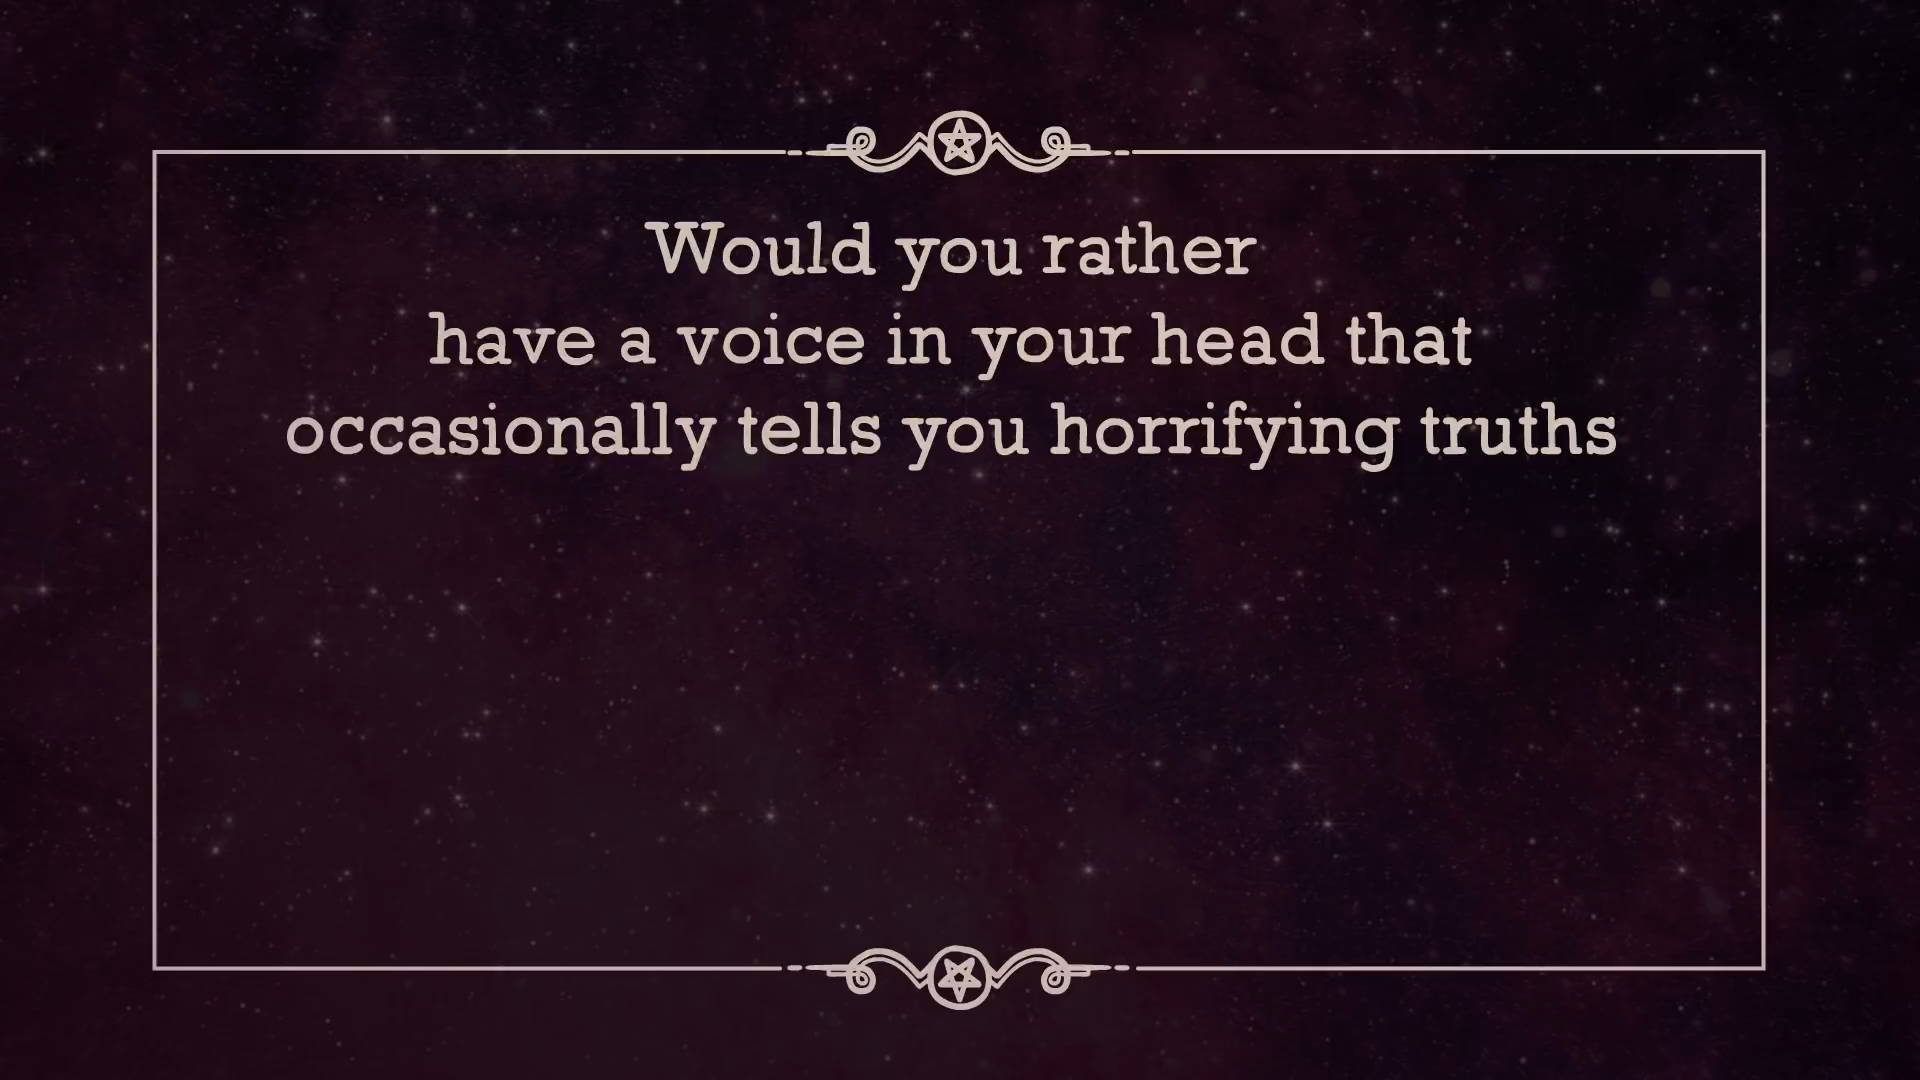 Would you rather
have a voice in your head that
occasionally tells you horrifying truths